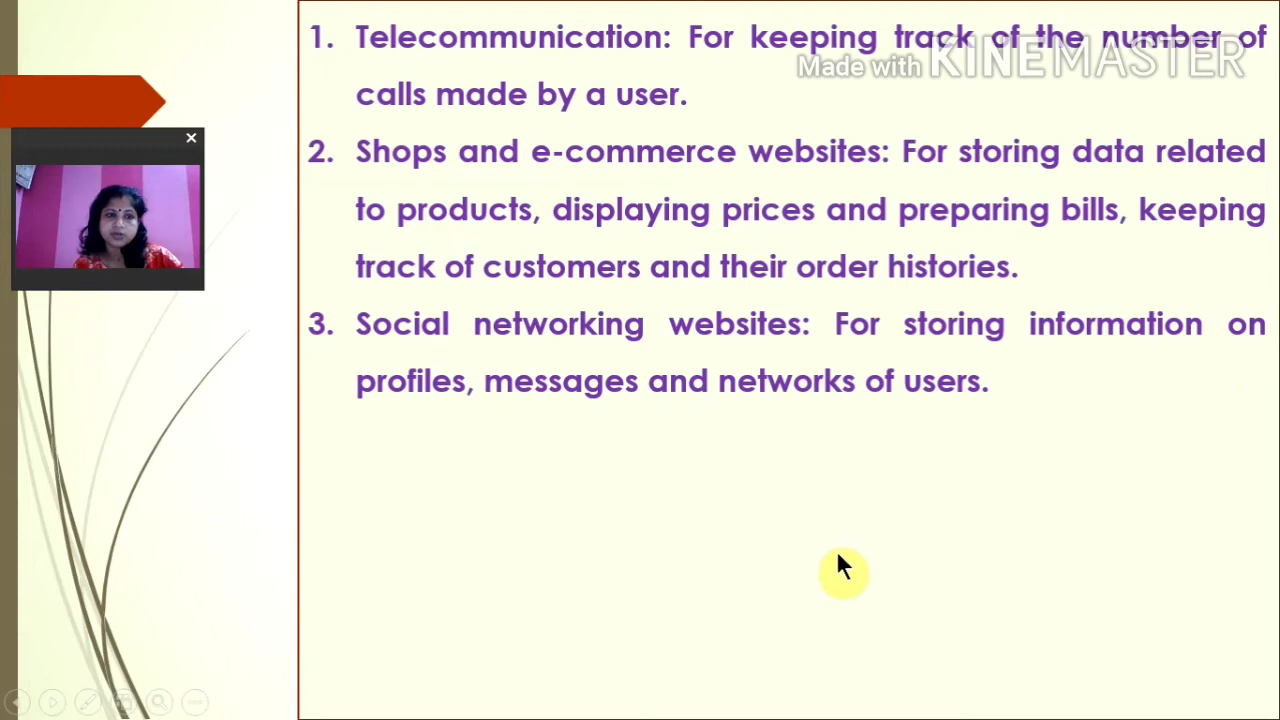 1. Telecommunication: For keeping track of the number of
Made with KINEMASTER
calls made by a user.
2. Shops and e-commerce websites: For storing data related
to products, displaying prices and preparing bills, keeping
track of customers and their order histories.
3. Social networking websites: For storing information on
profiles, messages and networks of users.